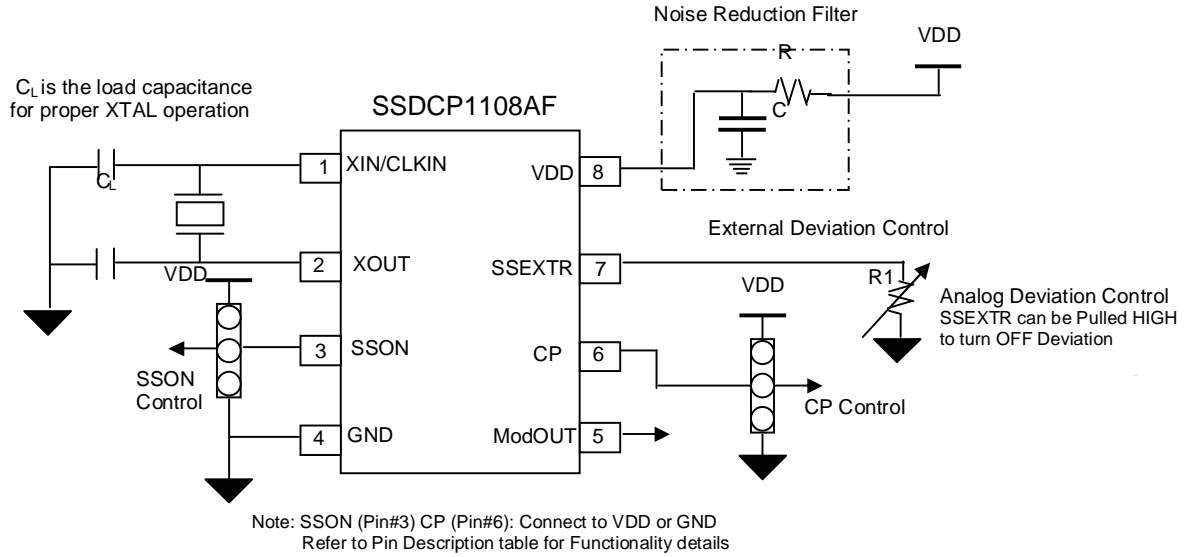 Noise Reduction Filter
VDD
R
C
C_L is the load capacitance
for proper XTAL operation
SSDCP1108AF
1
XIN/CLKIN
VDD
8
C_L
External Deviation Control
2
XOUT
SSEXTR
7
VDD
VDD
R1
Analog Deviation Control
SSEXTR can be Pulled HIGH
to turn OFF Deviation
3
SSON
CP
6
SSON
Control
CP Control
4
GND
ModOUT
5
Note: SSON (Pin#3) CP (Pin#6): Connect to VDD or GND
Refer to Pin Description table for Functionality details